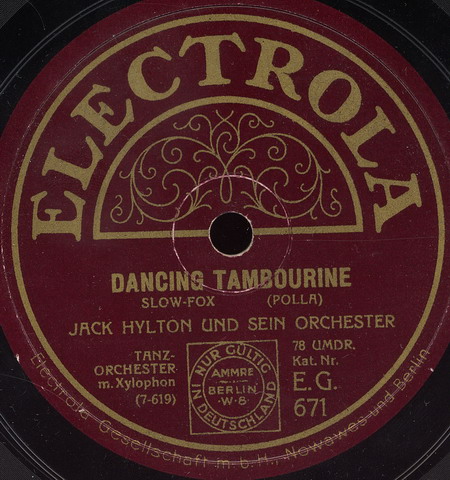 ELECTROLA
DANCING TAMBOURINE
SLOW-FOX (POLLA)
JACK HYLTON UND SEIN ORCHESTER
TANZ-
ORCHESTER
m. Xylophon
(7-619)
NUR GÜLTIG
IN DEUTSCHLAND
AMMRE
BERLIN
W·8·
78 UMDR.
Kat. Nr.
E.G.
671
Electrola Gesellschaft m.b.H., Nowawes und Berlin